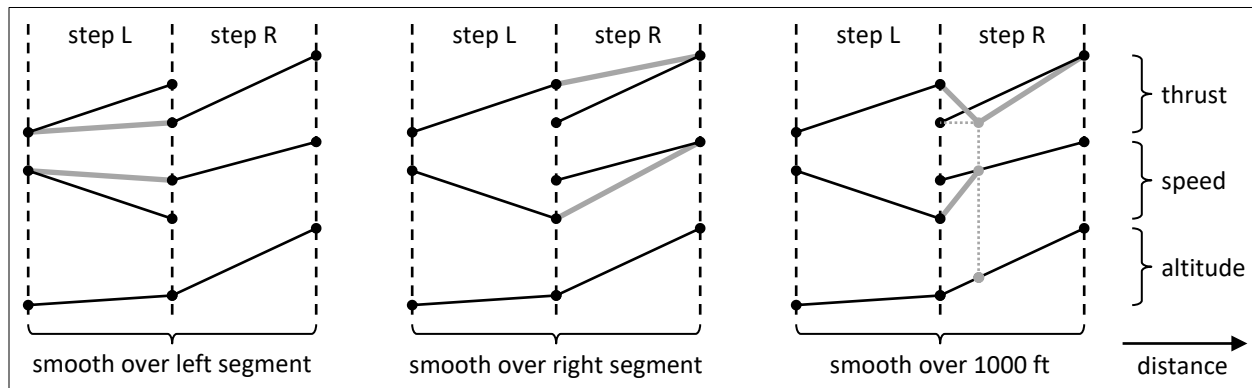 step L step R step L step R step L step R
thrust
speed
altitude
smooth over left segment smooth over right segment smooth over 1000 ft distance